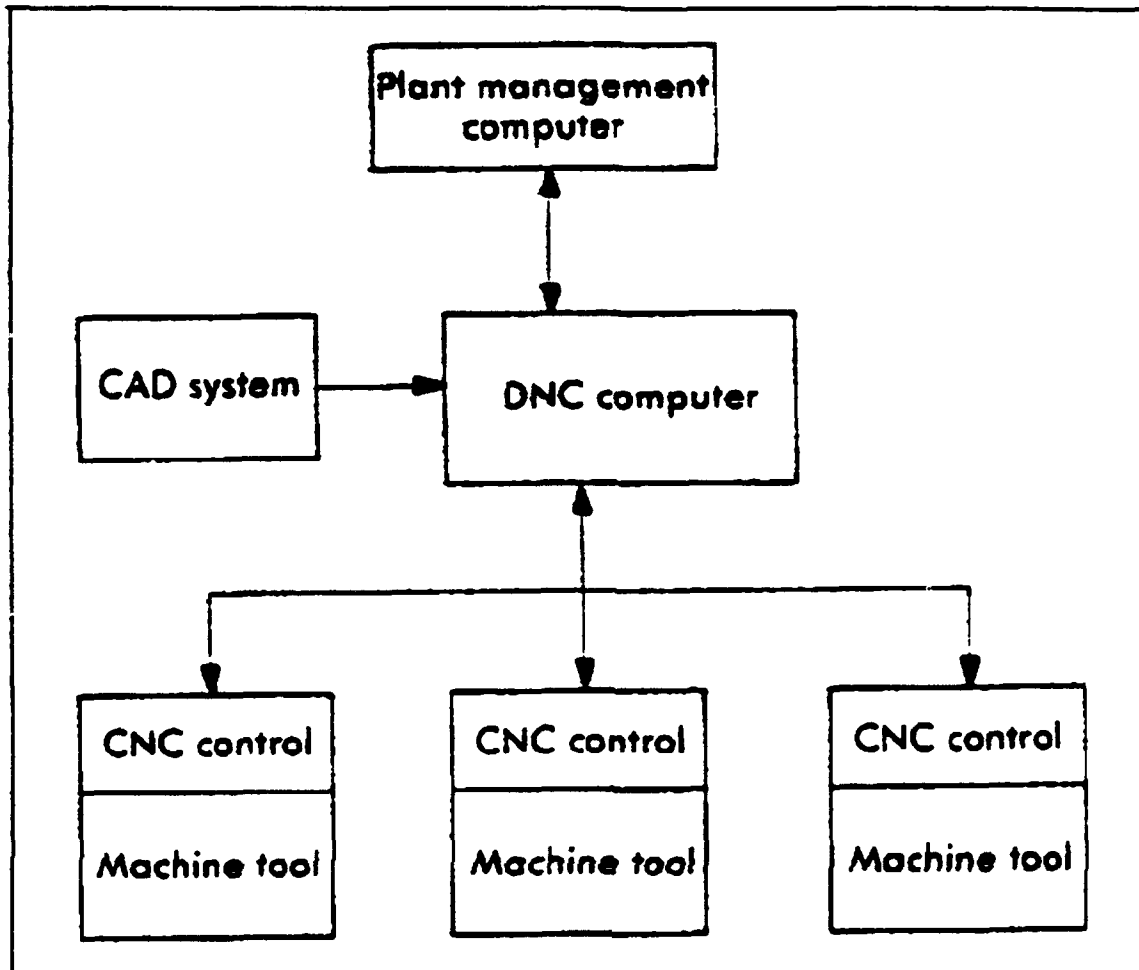 Plant management
computer
CAD system
DNC computer
CNC control
CNC control
CNC control
Machine tool
Machine tool
Machine tool